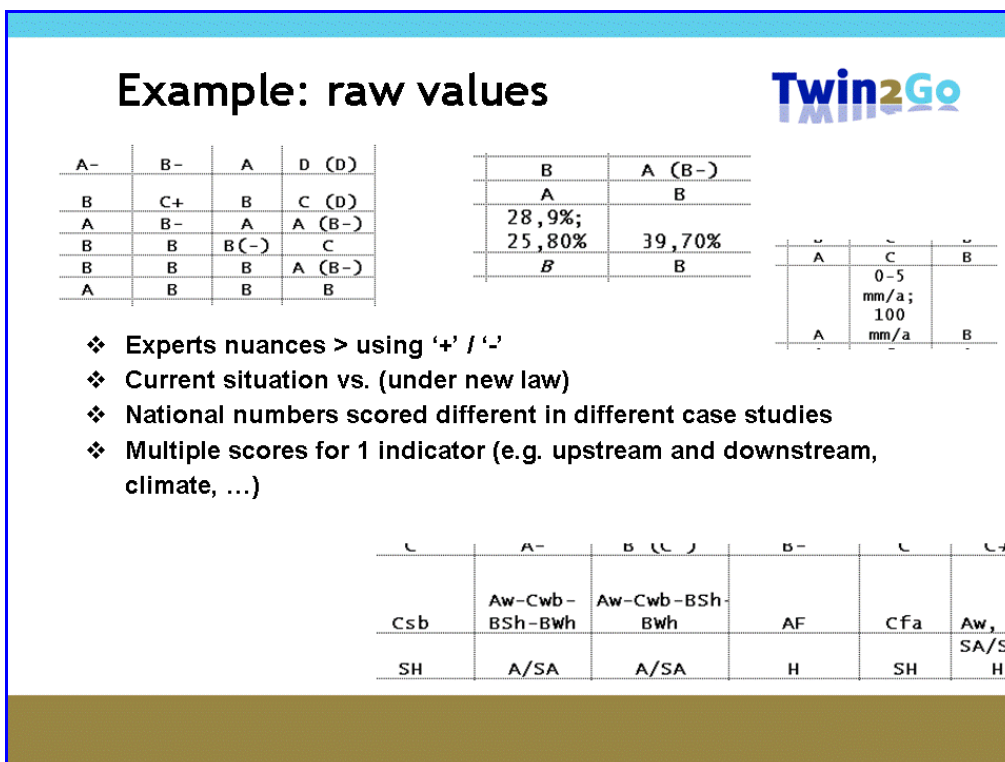 Example: raw values
Twin2Go
A- B- A D (D)
B C+ B C (D)
A B- A A (B-)
B B B(-) C
B B B A (B-)
A B B B
B A (B-)
A B
28,9%;
25,80% 39,70%
B B
A C B
0-5
mm/a;
100
A mm/a B
❖ Experts nuances > using ‘+’ / ‘-’
❖ Current situation vs. (under new law)
❖ National numbers scored different in different case studies
❖ Multiple scores for 1 indicator (e.g. upstream and downstream,
climate, …)
C A- B (C ) B- C
Aw-Cwb- Aw-Cwb-BSh-
Csb BSh-BWh BWh AF Cfa Aw,
SH A/SA A/SA H SH H